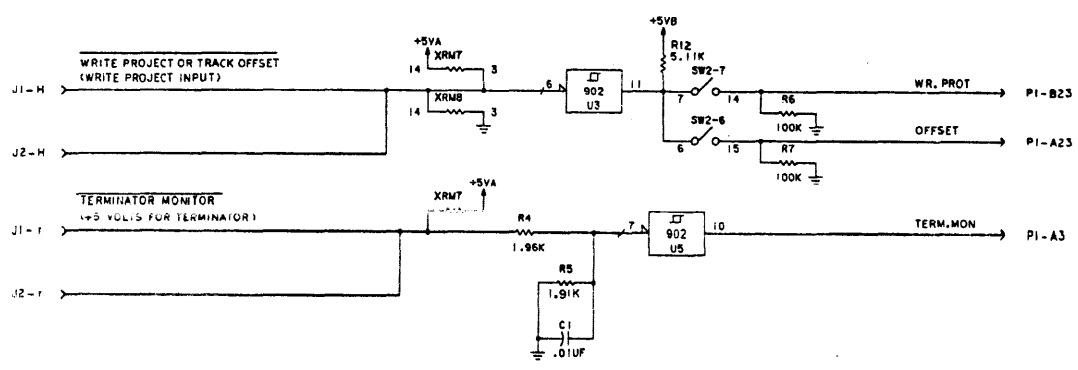 +5VB
R12
5.11K
+5VA
XRM7
14
3
WRITE PROJECT OR TRACK OFFSET
(WRITE PROJECT INPUT)
J1-H
6
902
U3
11
SW2-7
7
14
WR. PROT
P1-B23
R6
100K
XRM8
14
3
J2-H
SW2-6
6
15
OFFSET
P1-A23
R7
100K
TERMINATOR MONITOR
(+5 VOLTS FOR TERMINATOR)
+5VA
XRM7
J1-r
R4
1.96K
7
902
U5
10
TERM.MON
P1-A3
J2-r
R5
1.91K
C1
.01UF